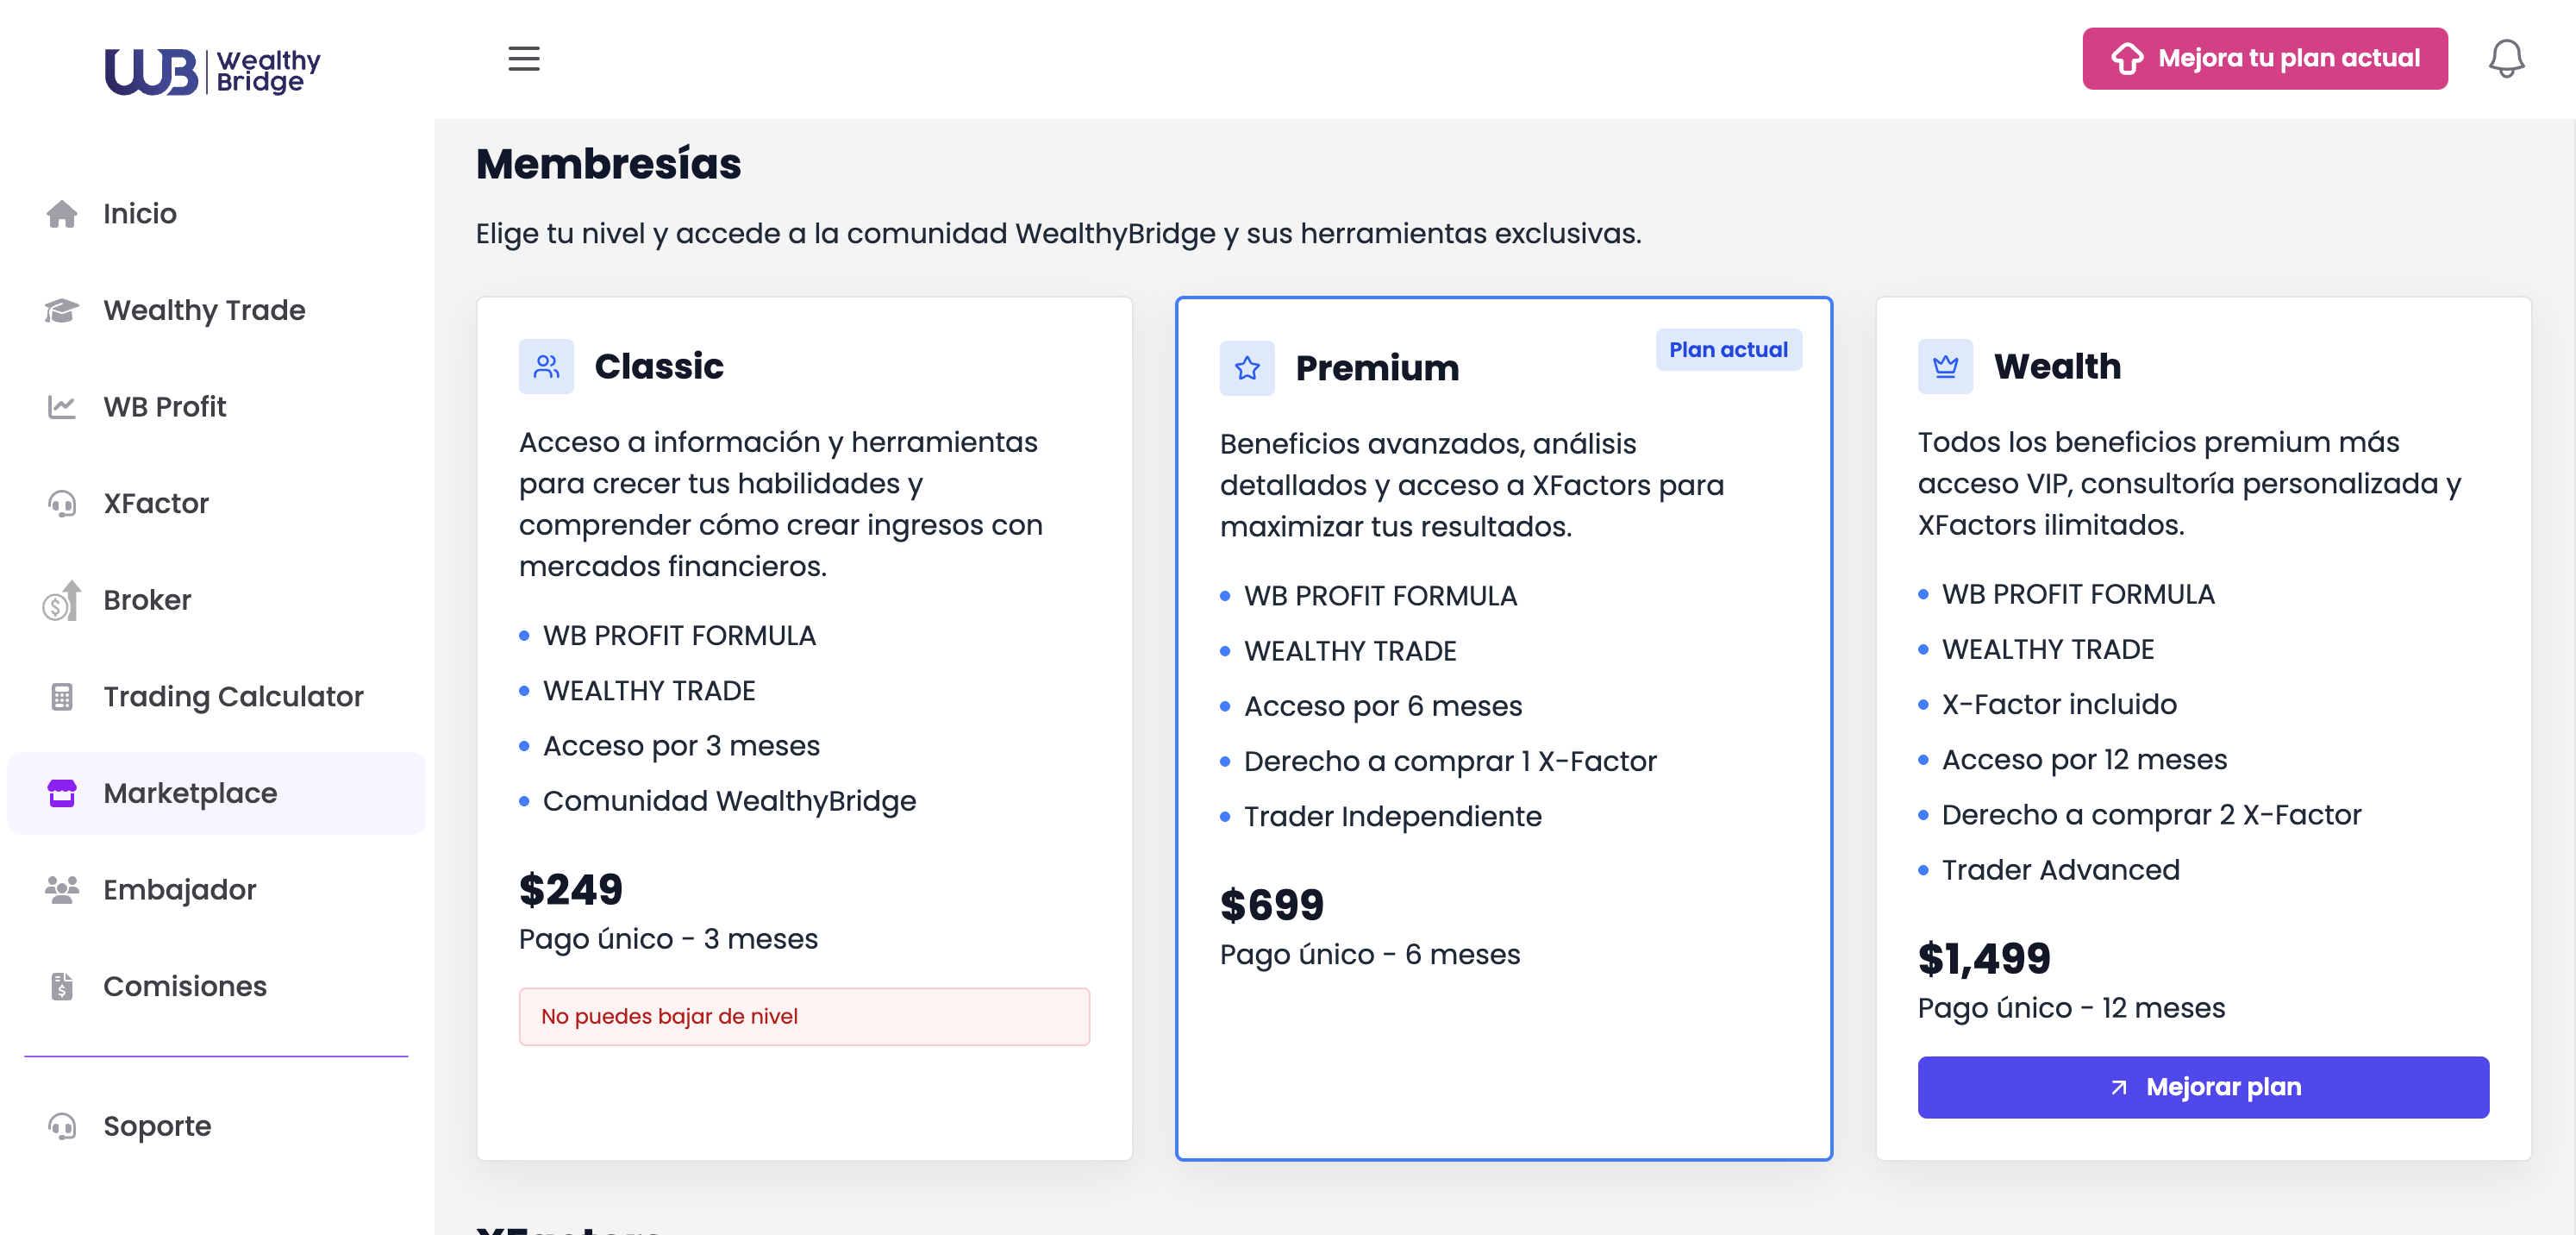 WB Wealthy
Bridge
Mejora tu plan actual
Inicio
Wealthy Trade
WB Profit
XFactor
Broker
Trading Calculator
Marketplace
Embajador
Comisiones
Soporte
Membresías
Elige tu nivel y accede a la comunidad WealthyBridge y sus herramientas exclusivas.
Classic
Acceso a información y herramientas
para crecer tus habilidades y
comprender cómo crear ingresos con
mercados financieros.
• WB PROFIT FORMULA
• WEALTHY TRADE
• Acceso por 3 meses
• Comunidad WealthyBridge
$249
Pago único - 3 meses
No puedes bajar de nivel
Premium
Plan actual
Beneficios avanzados, análisis
detallados y acceso a XFactors para
maximizar tus resultados.
• WB PROFIT FORMULA
• WEALTHY TRADE
• Acceso por 6 meses
• Derecho a comprar 1 X-Factor
• Trader Independiente
$699
Pago único - 6 meses
Wealth
Todos los beneficios premium más
acceso VIP, consultoría personalizada y
XFactors ilimitados.
• WB PROFIT FORMULA
• WEALTHY TRADE
• X-Factor incluido
• Acceso por 12 meses
• Derecho a comprar 2 X-Factor
• Trader Advanced
$1,499
Pago único - 12 meses
Mejorar plan